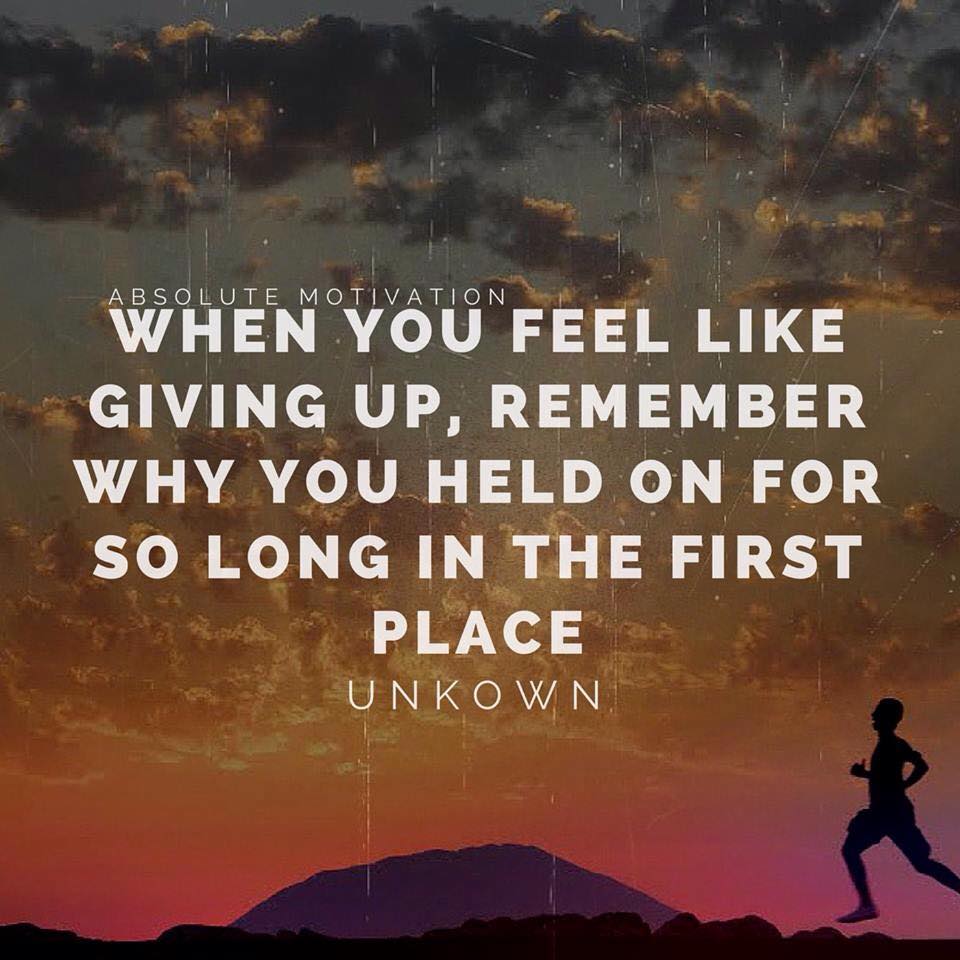 ABSOLUTE MOTIVATION
WHEN YOU FEEL LIKE
GIVING UP, REMEMBER
WHY YOU HELD ON FOR
SO LONG IN THE FIRST
PLACE
UNKOWN